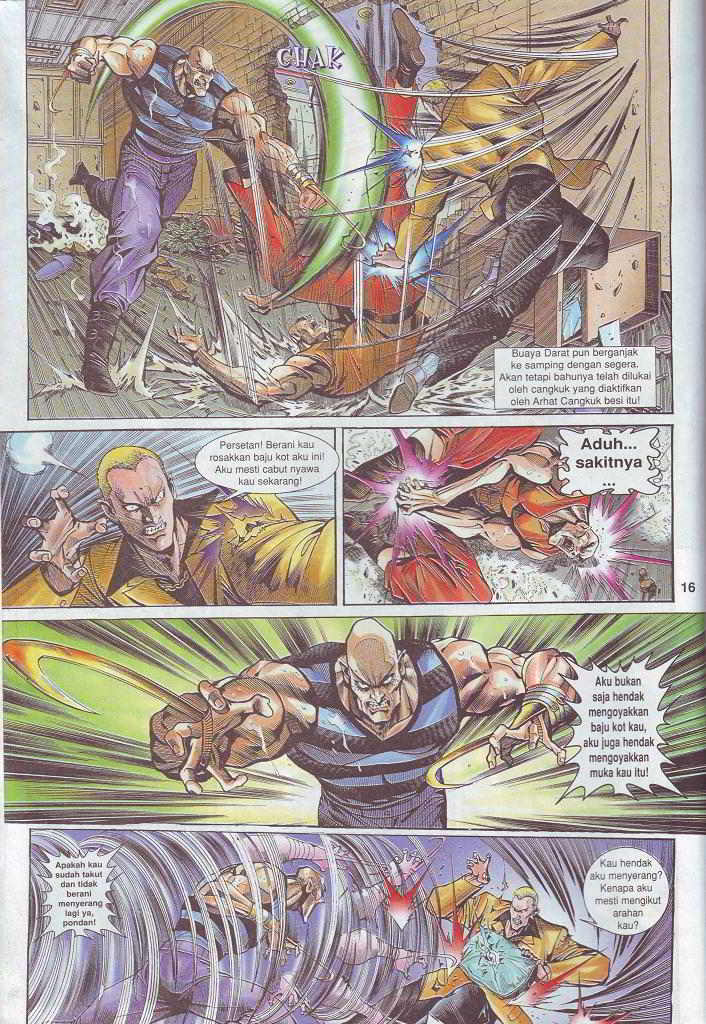 CHAK
Buaya Darat pun berganjak
ke samping dengan segera.
Akan tetapi bahunya telah dilukai
oleh cangkuk yang diaktifkan
oleh Arhat Cangkuk besi itu!
Persetan! Berani kau
rosakkan baju kot aku ini!
Aku mesti cabut nyawa
kau sekarang!
Aduh...
sakitnya
...
16
Aku bukan
saja hendak
mengoyakkan
baju kot kau,
aku juga hendak
mengoyakkan
muka kau itu!
Apakah kau
sudah takut
dan tidak
berani
menyerang
lagi ya,
pondan!
Kau hendak
aku menyerang?
Kenapa aku
mesti mengikut
arahan
kau?